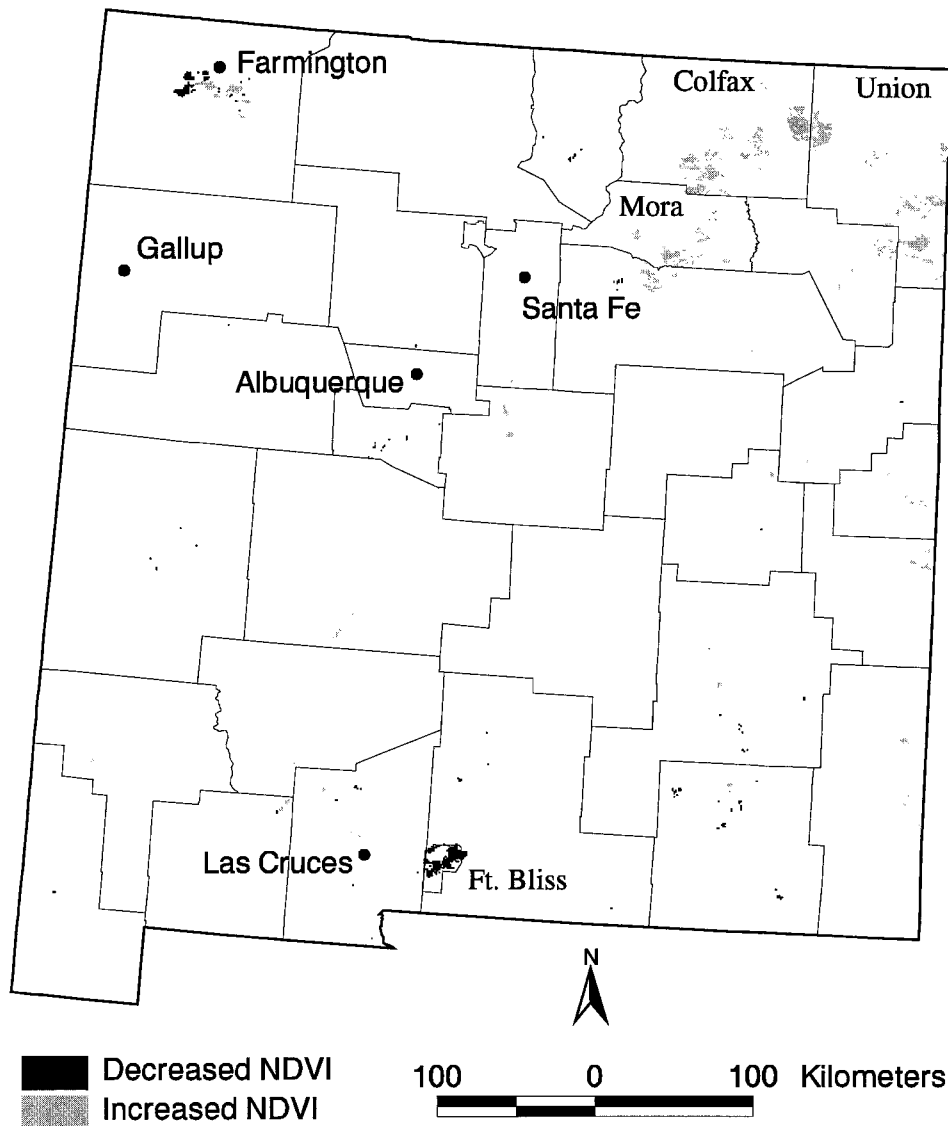 Farmington
Colfax
Union
Mora
Gallup
Santa Fe
Albuquerque
Las Cruces
Ft. Bliss
N
Decreased NDVI
Increased NDVI
100 0 100 Kilometers